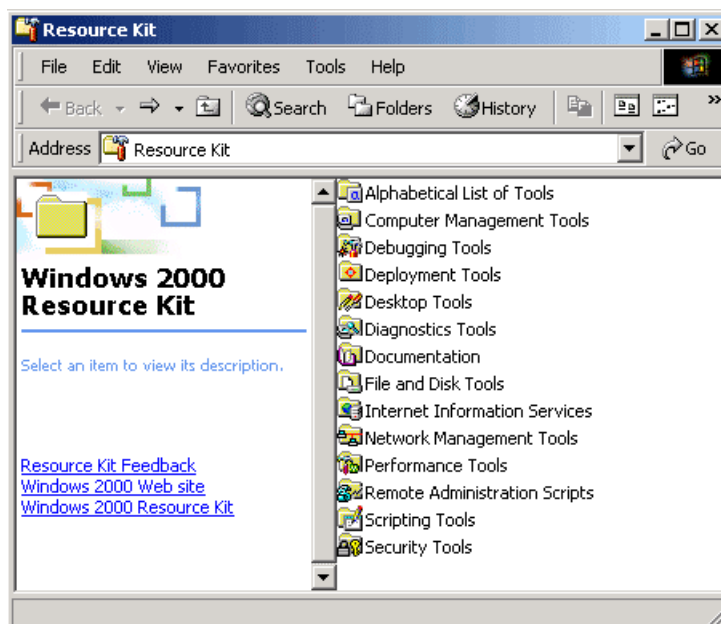 Resource Kit
File Edit View Favorites Tools Help
Back Search Folders History »
Address Resource Kit Go
Windows 2000
Resource Kit
Select an item to view its description.
Resource Kit Feedback
Windows 2000 Web site
Windows 2000 Resource Kit
Alphabetical List of Tools
Computer Management Tools
Debugging Tools
Deployment Tools
Desktop Tools
Diagnostics Tools
Documentation
File and Disk Tools
Internet Information Services
Network Management Tools
Performance Tools
Remote Administration Scripts
Scripting Tools
Security Tools